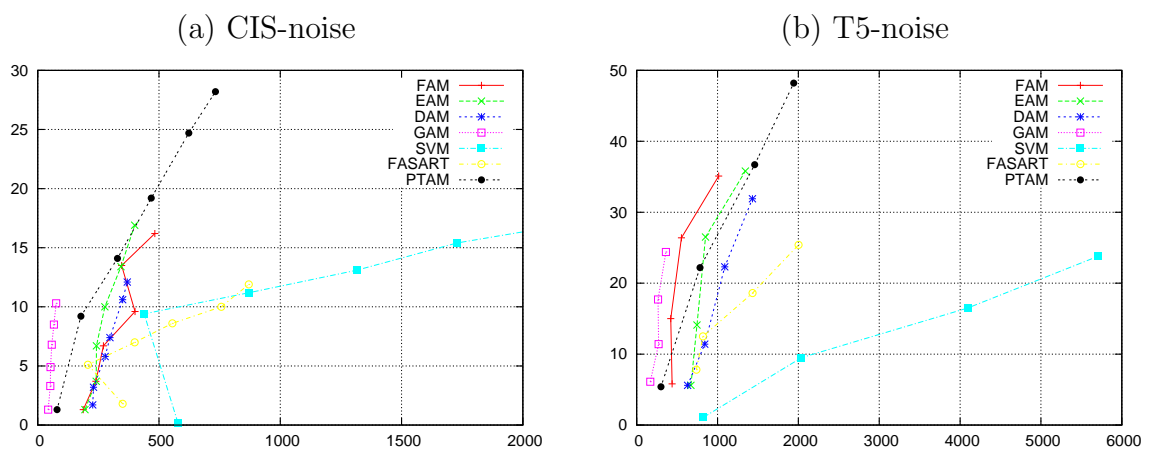 (a) CIS-noise
30
25
20
15
10
5
0
0 500 1000 1500 2000
FAM
EAM
DAM
GAM
SVM
FASART
PTAM
(b) T5-noise
50
40
30
20
10
0
0 1000 2000 3000 4000 5000 6000
FAM
EAM
DAM
GAM
SVM
FASART
PTAM